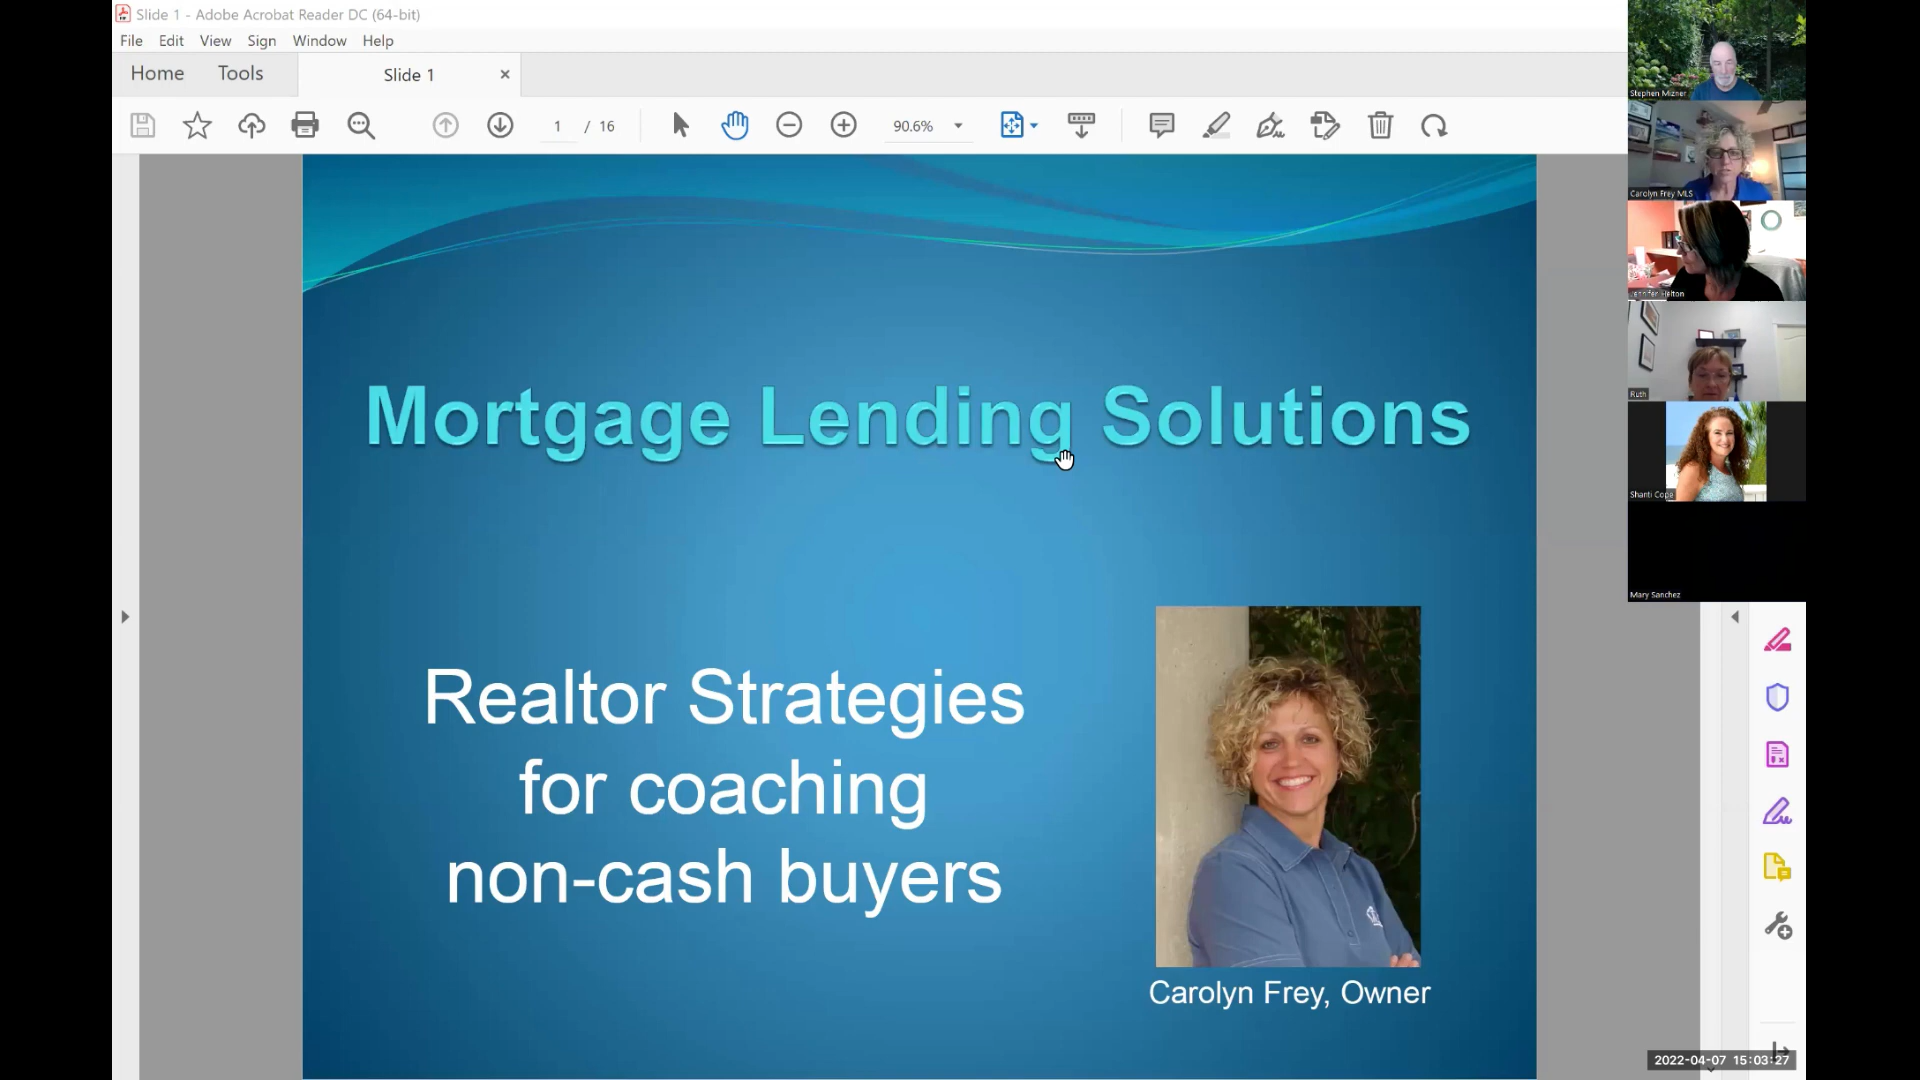 Slide 1 - Adobe Acrobat Reader DC (64-bit)
File Edit View Sign Window Help
Home Tools Slide 1 ×
1 / 16 90.6%
Mortgage Lending Solutions
Realtor Strategies
for coaching
non-cash buyers
Carolyn Frey, Owner
Stephen Mizner
Carolyn Frey MLS
Jennifer Helton
Ruth
Shanti Cope
Mary Sanchez
2022-04-07 15:03:27